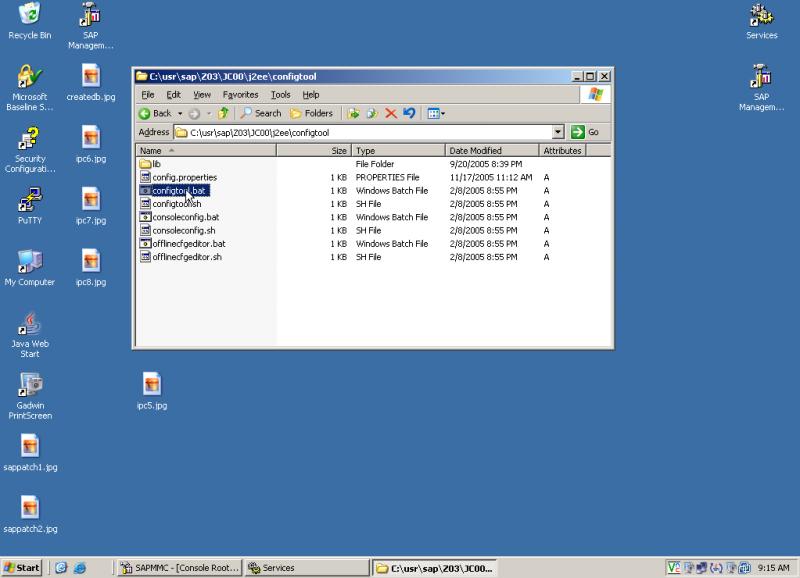 Recycle Bin
SAP
Managem...
Services
Microsoft
Baseline S...
createdb.jpg
SAP
Managem...
Security
Configurati...
ipc6.jpg
PuTTY
ipc7.jpg
My Computer
ipc8.jpg
Java Web
Start
Gadwin
PrintScreen
ipc5.jpg
sappatch1.jpg
sappatch2.jpg
C:\usr\sap\Z03\JC00\j2ee\configtool
File Edit View Favorites Tools Help
Back Search Folders
Address C:\usr\sap\Z03\JC00\j2ee\configtool Go
Name Size Type Date Modified Attributes
lib File Folder 9/20/2005 8:39 PM
config.properties 1 KB PROPERTIES File 11/17/2005 11:12 AM A
configtool.bat 1 KB Windows Batch File 2/8/2005 8:55 PM A
configtool.sh 1 KB SH File 2/8/2005 8:55 PM A
consoleconfig.bat 1 KB Windows Batch File 2/8/2005 8:55 PM A
consoleconfig.sh 1 KB SH File 2/8/2005 8:55 PM A
offlinecfgeditor.bat 1 KB Windows Batch File 2/8/2005 8:55 PM A
offlinecfgeditor.sh 1 KB SH File 2/8/2005 8:55 PM A
Start SAPMMC - [Console Root... Services C:\usr\sap\Z03\JC00... 9:15 AM